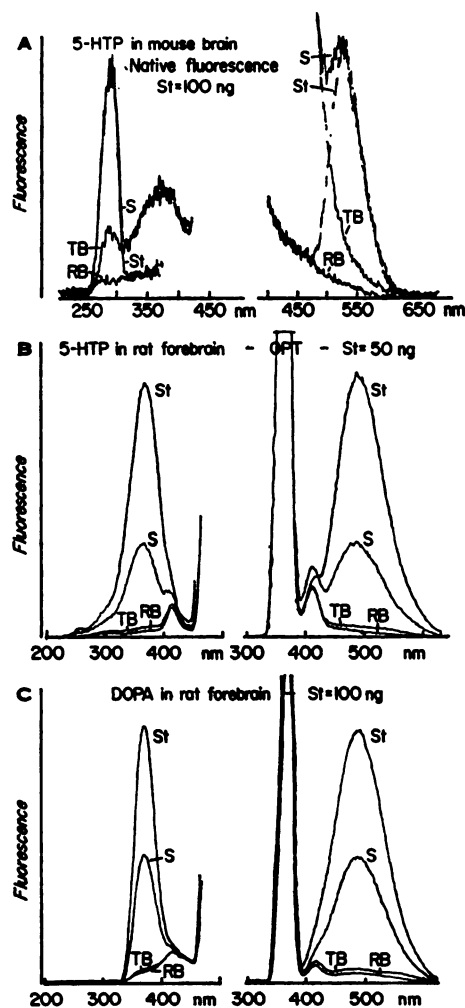 A 5-HTP in mouse brain
Native fluorescence
St=100 ng
Fluorescence
S
TB
RB
St
S
St
TB
RB
250 350 450 nm
450 550 650 nm
B 5-HTP in rat forebrain - OPT - St=50 ng
Fluorescence
St
S
TB
RB
St
S
TB
RB
200 300 400 nm
300 400 500 nm
C DOPA in rat forebrain - St=100 ng
Fluorescence
St
S
TB
RB
St
S
TB
RB
200 300 400 nm
300 400 500 nm